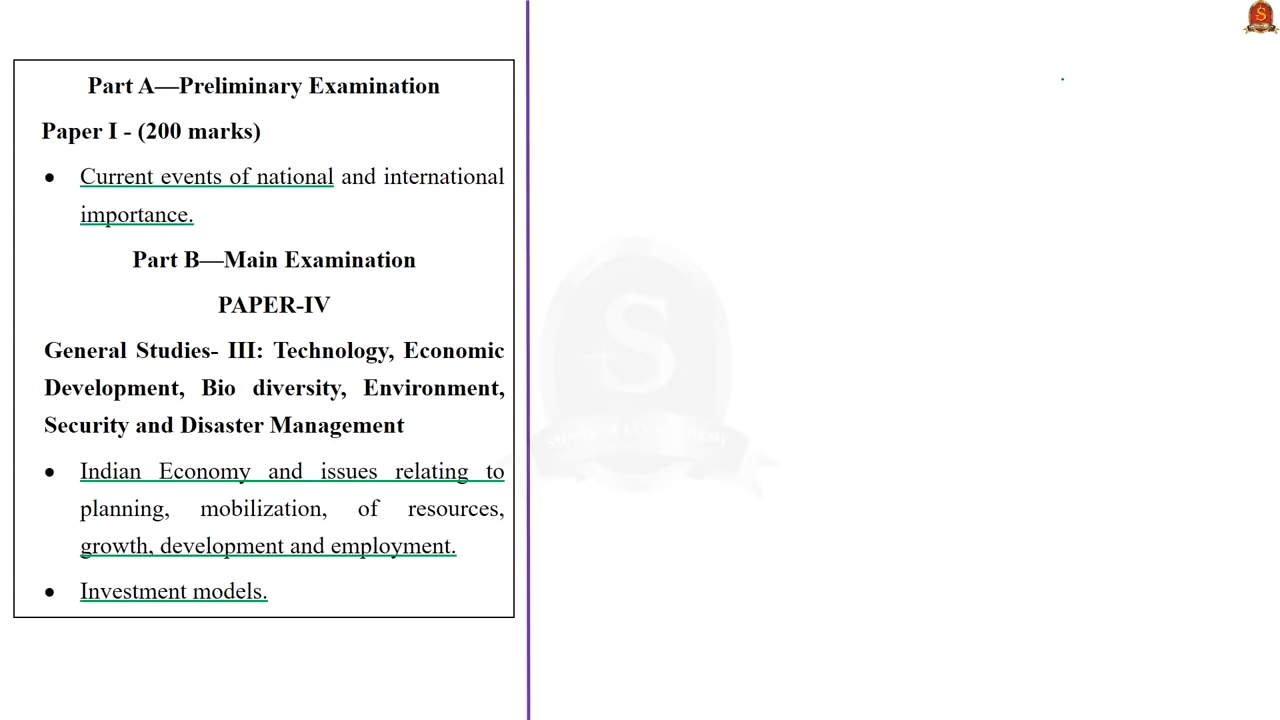 Part A—Preliminary Examination
Paper I - (200 marks)
• Current events of national and international
importance.
Part B—Main Examination
PAPER-IV
General Studies- III: Technology, Economic
Development, Bio diversity, Environment,
Security and Disaster Management
• Indian Economy and issues relating to
planning, mobilization, of resources,
growth, development and employment.
• Investment models.
S
S